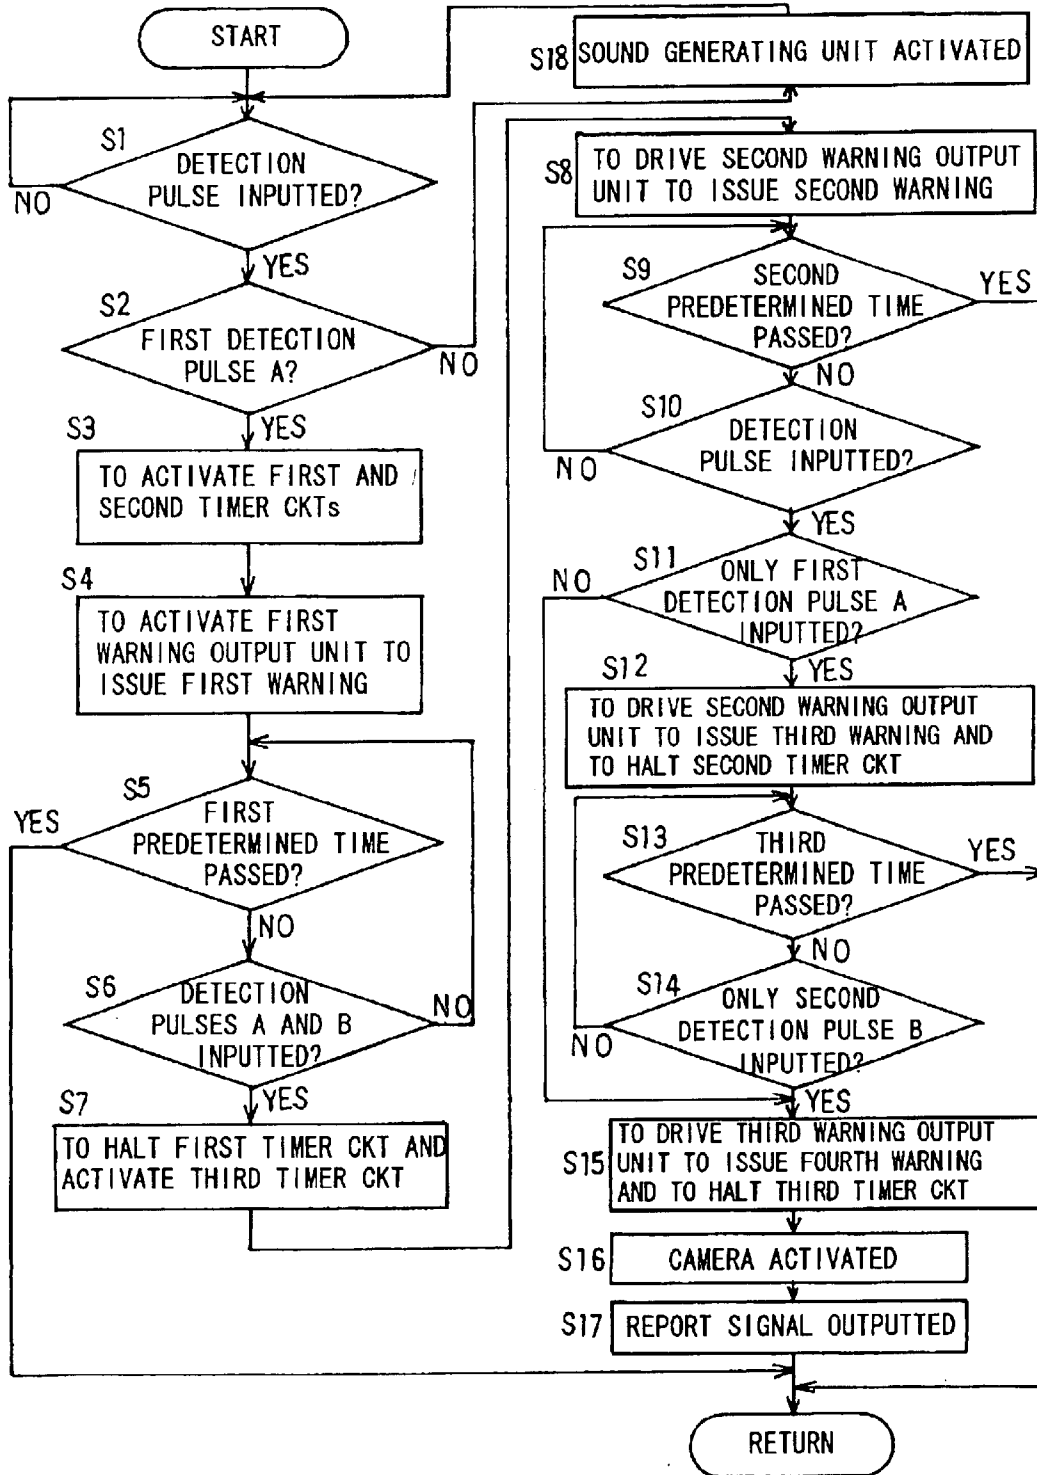 START
S1
DETECTION
PULSE INPUTTED?
NO
YES
S2
FIRST DETECTION
PULSE A?
NO
YES
S3
TO ACTIVATE FIRST AND
SECOND TIMER CKTs
S4
TO ACTIVATE FIRST
WARNING OUTPUT UNIT TO
ISSUE FIRST WARNING
S5
YES
FIRST
PREDETERMINED TIME
PASSED?
NO
S6
DETECTION
PULSES A AND B
INPUTTED?
NO
YES
S7
TO HALT FIRST TIMER CKT AND
ACTIVATE THIRD TIMER CKT
S18
SOUND GENERATING UNIT ACTIVATED
S8
TO DRIVE SECOND WARNING OUTPUT
UNIT TO ISSUE SECOND WARNING
S9
SECOND
PREDETERMINED TIME
PASSED?
YES
NO
S10
DETECTION
PULSE INPUTTED?
NO
YES
S11
NO
ONLY FIRST
DETECTION PULSE A
INPUTTED?
YES
S12
TO DRIVE SECOND WARNING OUTPUT
UNIT TO ISSUE THIRD WARNING AND
TO HALT SECOND TIMER CKT
S13
THIRD
PREDETERMINED TIME
PASSED?
YES
NO
S14
ONLY SECOND
DETECTION PULSE B
INPUTTED?
NO
YES
S15
TO DRIVE THIRD WARNING OUTPUT
UNIT TO ISSUE FOURTH WARNING
AND TO HALT THIRD TIMER CKT
S16
CAMERA ACTIVATED
S17
REPORT SIGNAL OUTPUTTED
RETURN